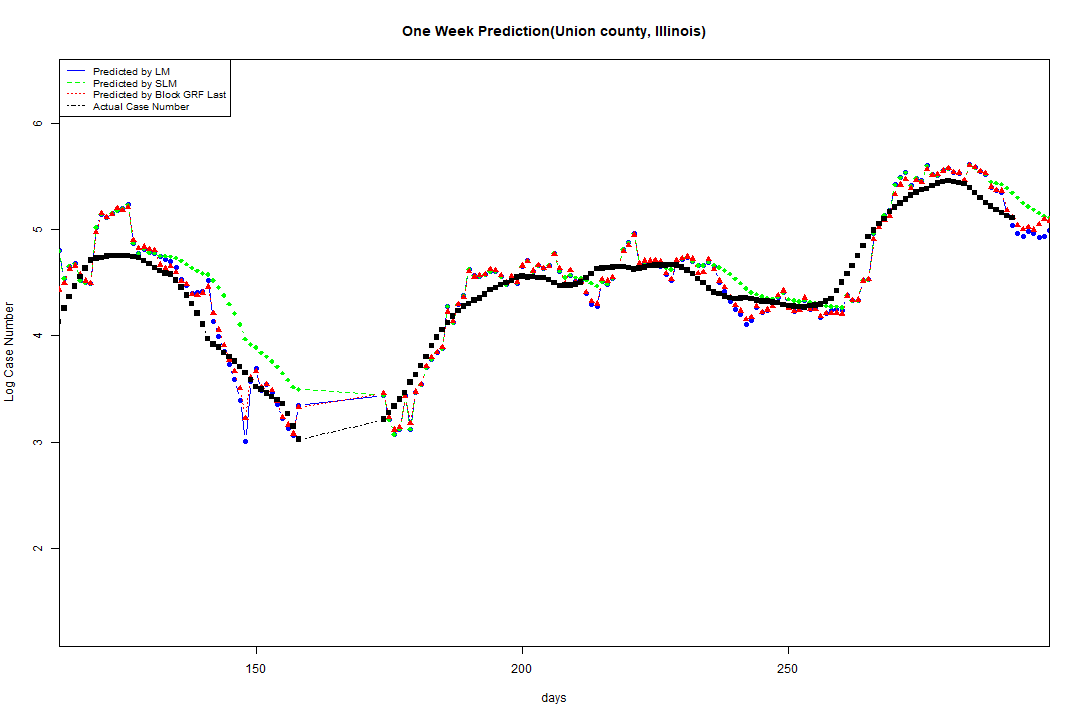 One Week Prediction(Union county, Illinois)
Predicted by LM
Predicted by SLM
Predicted by Block GRF Last
Actual Case Number
6
5
4
3
2
Log Case Number
150
200
250
days